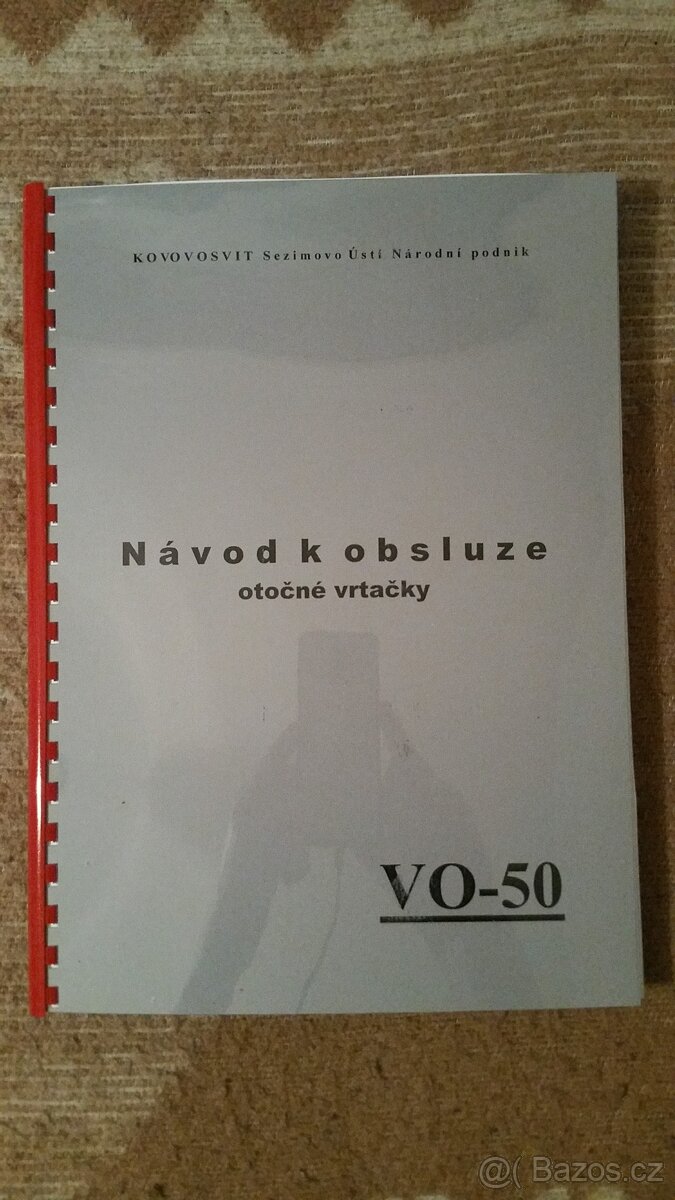 KOVOVOSVIT Sezimovo Ústí Národní podnik
Návod k obsluze
otočné vrtačky
VO-50
@( Bazos.cz